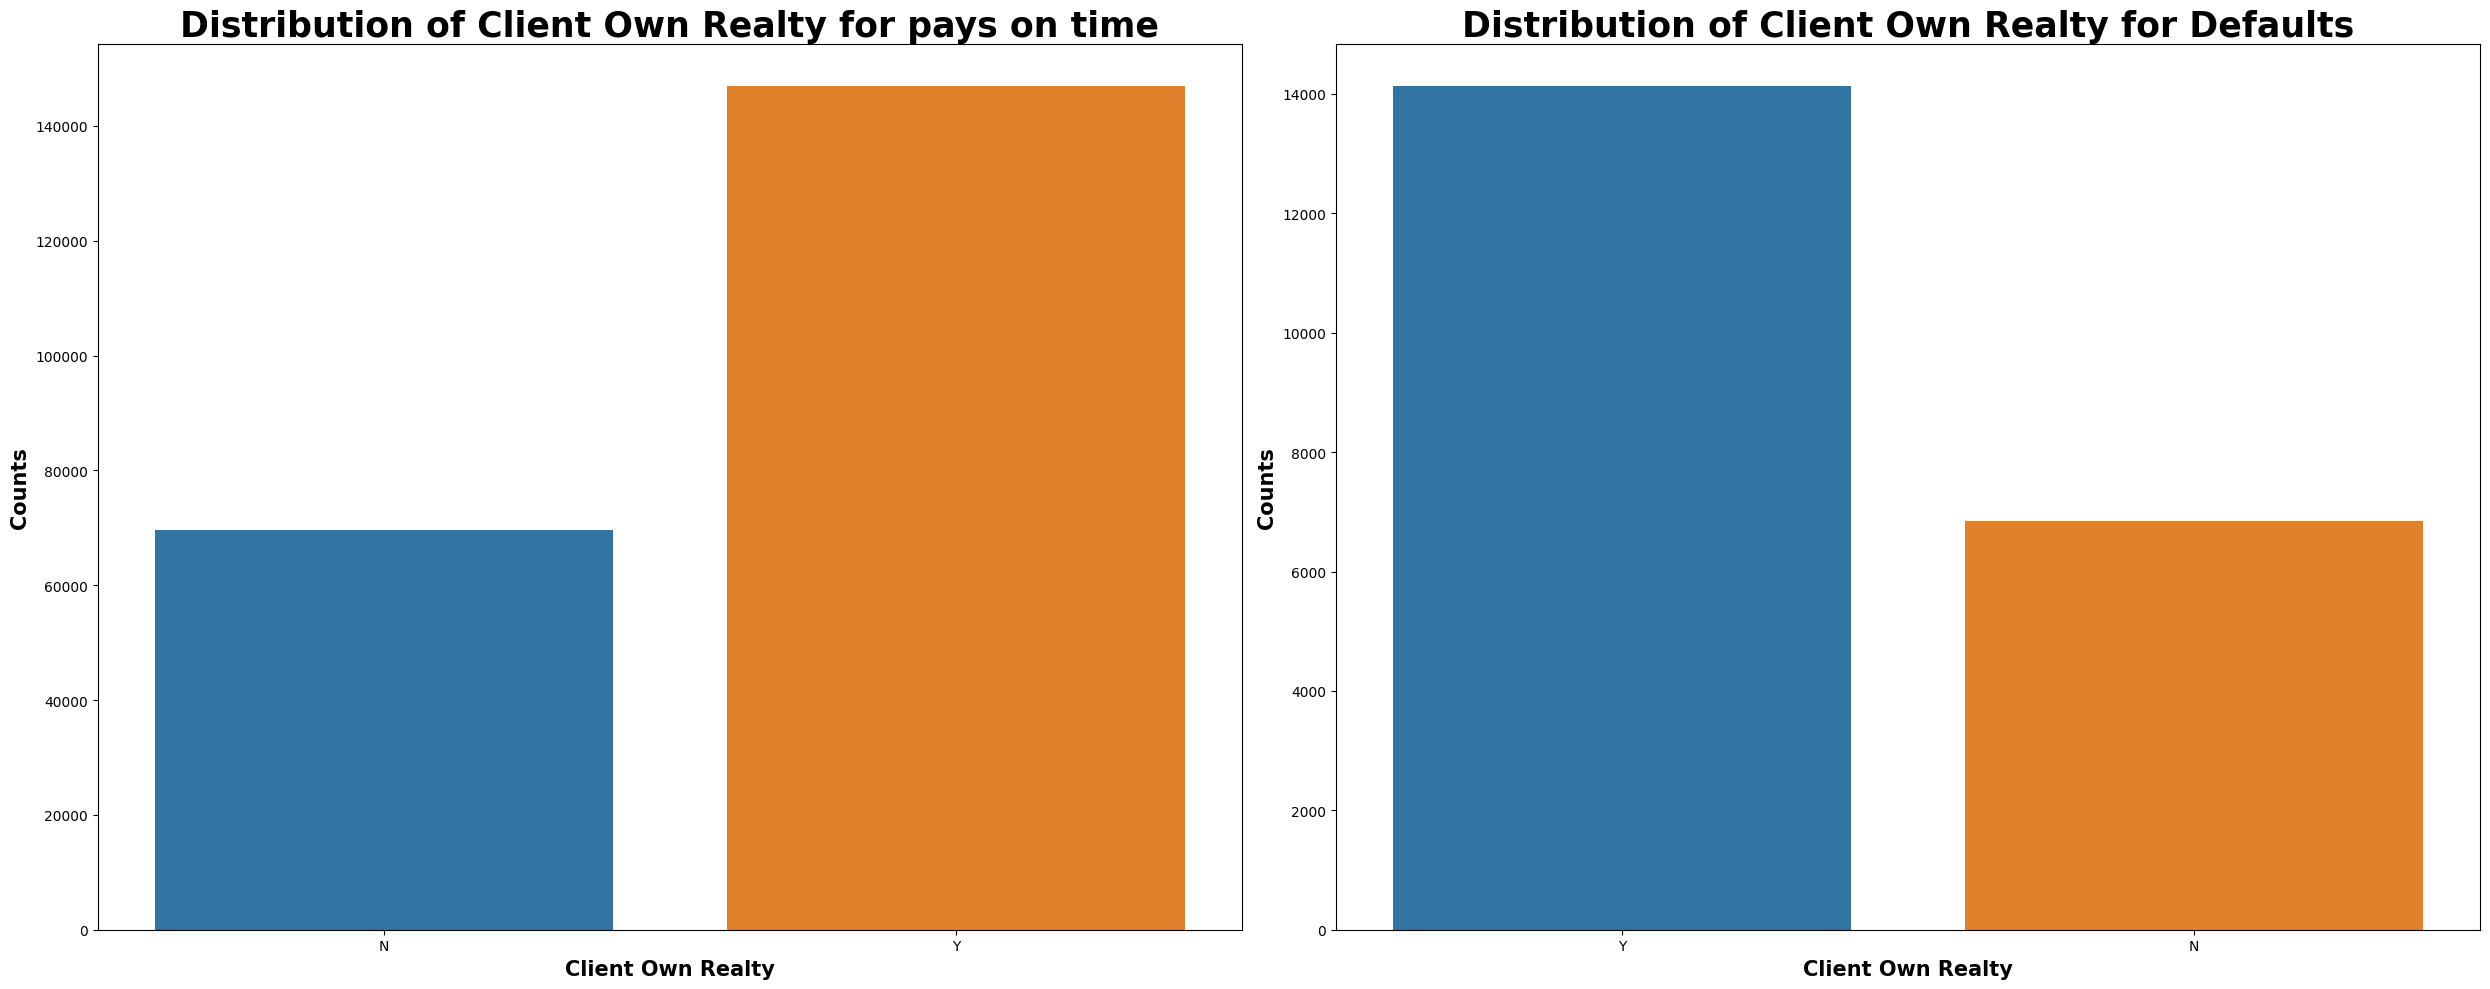 Distribution of Client Own Realty for pays on time
Counts
140000
120000
100000
80000
60000
40000
20000
0
N Y
Client Own Realty
Distribution of Client Own Realty for Defaults
Counts
14000
12000
10000
8000
6000
4000
2000
0
Y N
Client Own Realty